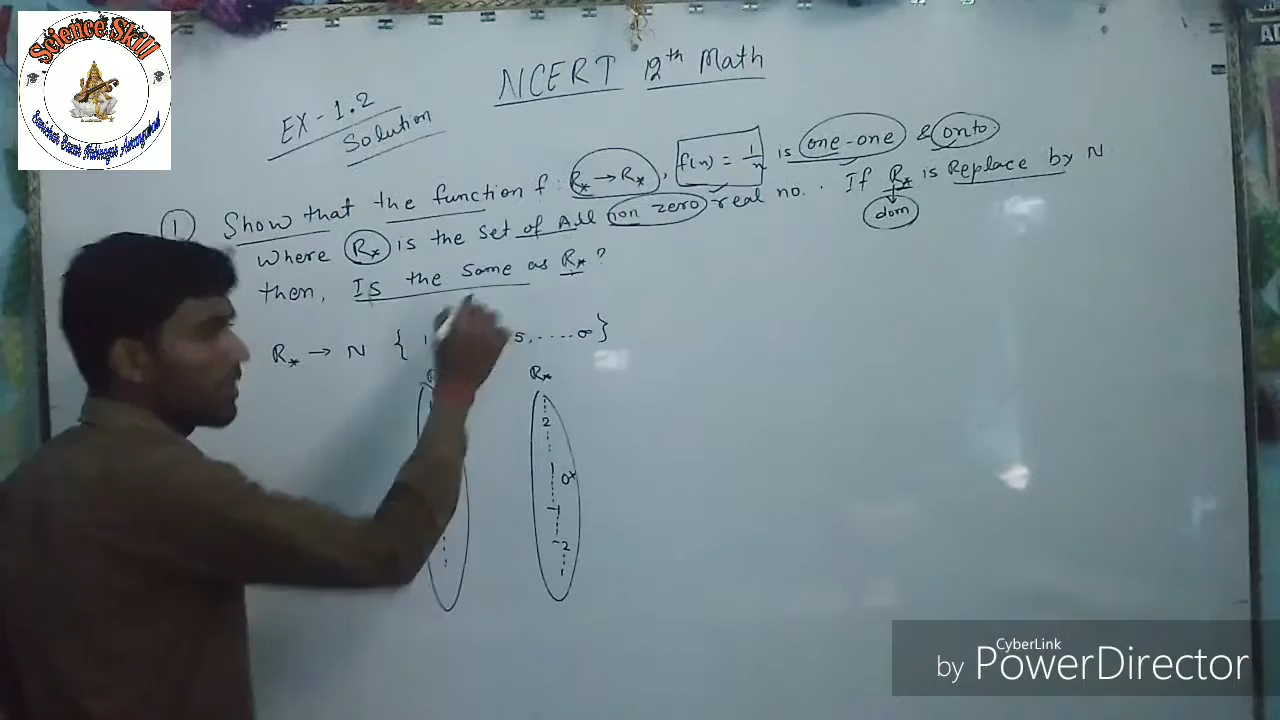 Science Skill
NCERT 12th Math
EX-1.2
Solution
① Show that the function f: R* → R*, f(n) = 1/n is one-one & onto
where R* is the set of All non zero real no. . If R* is Replace by N
dom
then, Is the Same as R*?
R* → N { 1 5, .... ∞ }
R*
2
0*
-1
-2
CyberLink
by PowerDirector